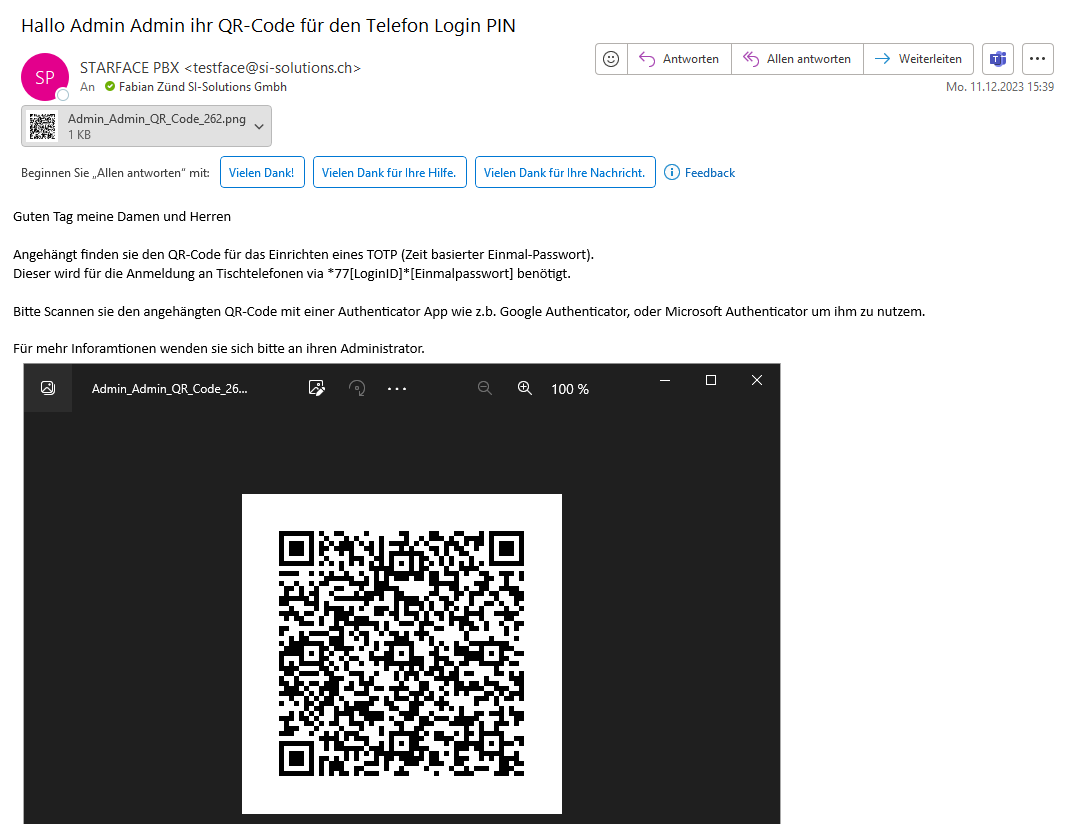 Hallo Admin Admin ihr QR-Code für den Telefon Login PIN
SP
STARFACE PBX <testface@si-solutions.ch>
An Fabian Zünd SI-Solutions Gmbh
Antworten
Allen antworten
Weiterleiten
Mo. 11.12.2023 15:39
Admin_Admin_QR_Code_262.png
1 KB
Beginnen Sie „Allen antworten“ mit: Vielen Dank! Vielen Dank für Ihre Hilfe. Vielen Dank für Ihre Nachricht. Feedback
Guten Tag meine Damen und Herren
Angehängt finden sie den QR-Code für das Einrichten eines TOTP (Zeit basierter Einmal-Passwort).
Dieser wird für die Anmeldung an Tischtelefonen via *77[LoginID]*[Einmalpasswort] benötigt.
Bitte Scannen sie den angehängten QR-Code mit einer Authenticator App wie z.b. Google Authenticator, oder Microsoft Authenticator um ihm zu nutzem.
Für mehr Inforamtionen wenden sie sich bitte an ihren Administrator.
Admin_Admin_QR_Code_26...
100 %